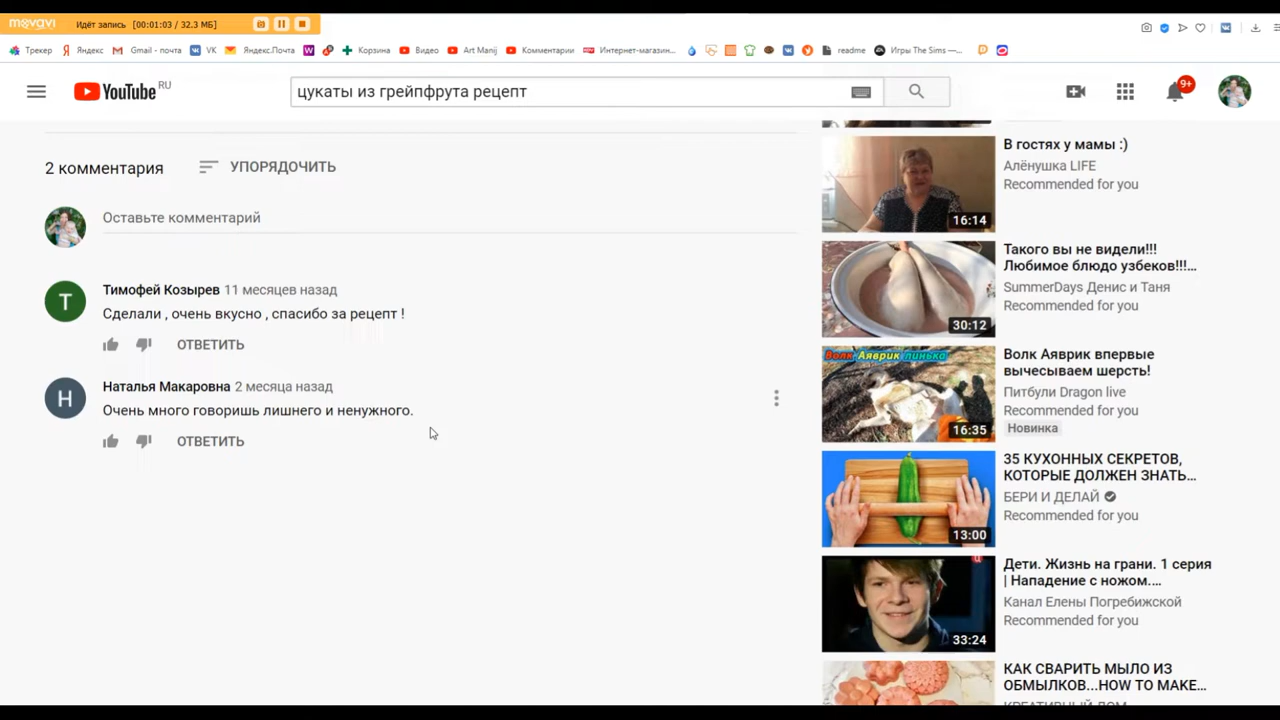 movavi
Идёт запись [00:01:03 / 32.3 MБ]
Трекер Яндекс Gmail - почта VK Яндекс.Почта Корзина Видео Art Manij Комментарии Интернет-магазин... readme Игры The Sims —...
YouTube RU
цукаты из грейпфрута рецепт
9+
2 комментария
УПОРЯДОЧИТЬ
Оставьте комментарий
Т
Тимофей Козырев 11 месяцев назад
Сделали , очень вкусно , спасибо за рецепт !
ОТВЕТИТЬ
Н
Наталья Макаровна 2 месяца назад
Очень много говоришь лишнего и ненужного.
ОТВЕТИТЬ
16:14
В гостях у мамы :)
Алёнушка LIFE
Recommended for you
30:12
Такого вы не видели!!!
Любимое блюдо узбеков!!!...
SummerDays Денис и Таня
Recommended for you
Волк Аяврик линька
16:35
Волк Аяврик впервые
вычесываем шерсть!
Питбули Dragon live
Recommended for you
Новинка
13:00
35 КУХОННЫХ СЕКРЕТОВ,
КОТОРЫЕ ДОЛЖЕН ЗНАТЬ...
БЕРИ И ДЕЛАЙ
Recommended for you
33:24
Дети. Жизнь на грани. 1 серия
| Нападение с ножом....
Канал Елены Погребижской
Recommended for you
КАК СВАРИТЬ МЫЛО ИЗ
ОБМЫЛКОВ...HOW TO MAKE...
КРЕАТИВНЫЙ ДОМ